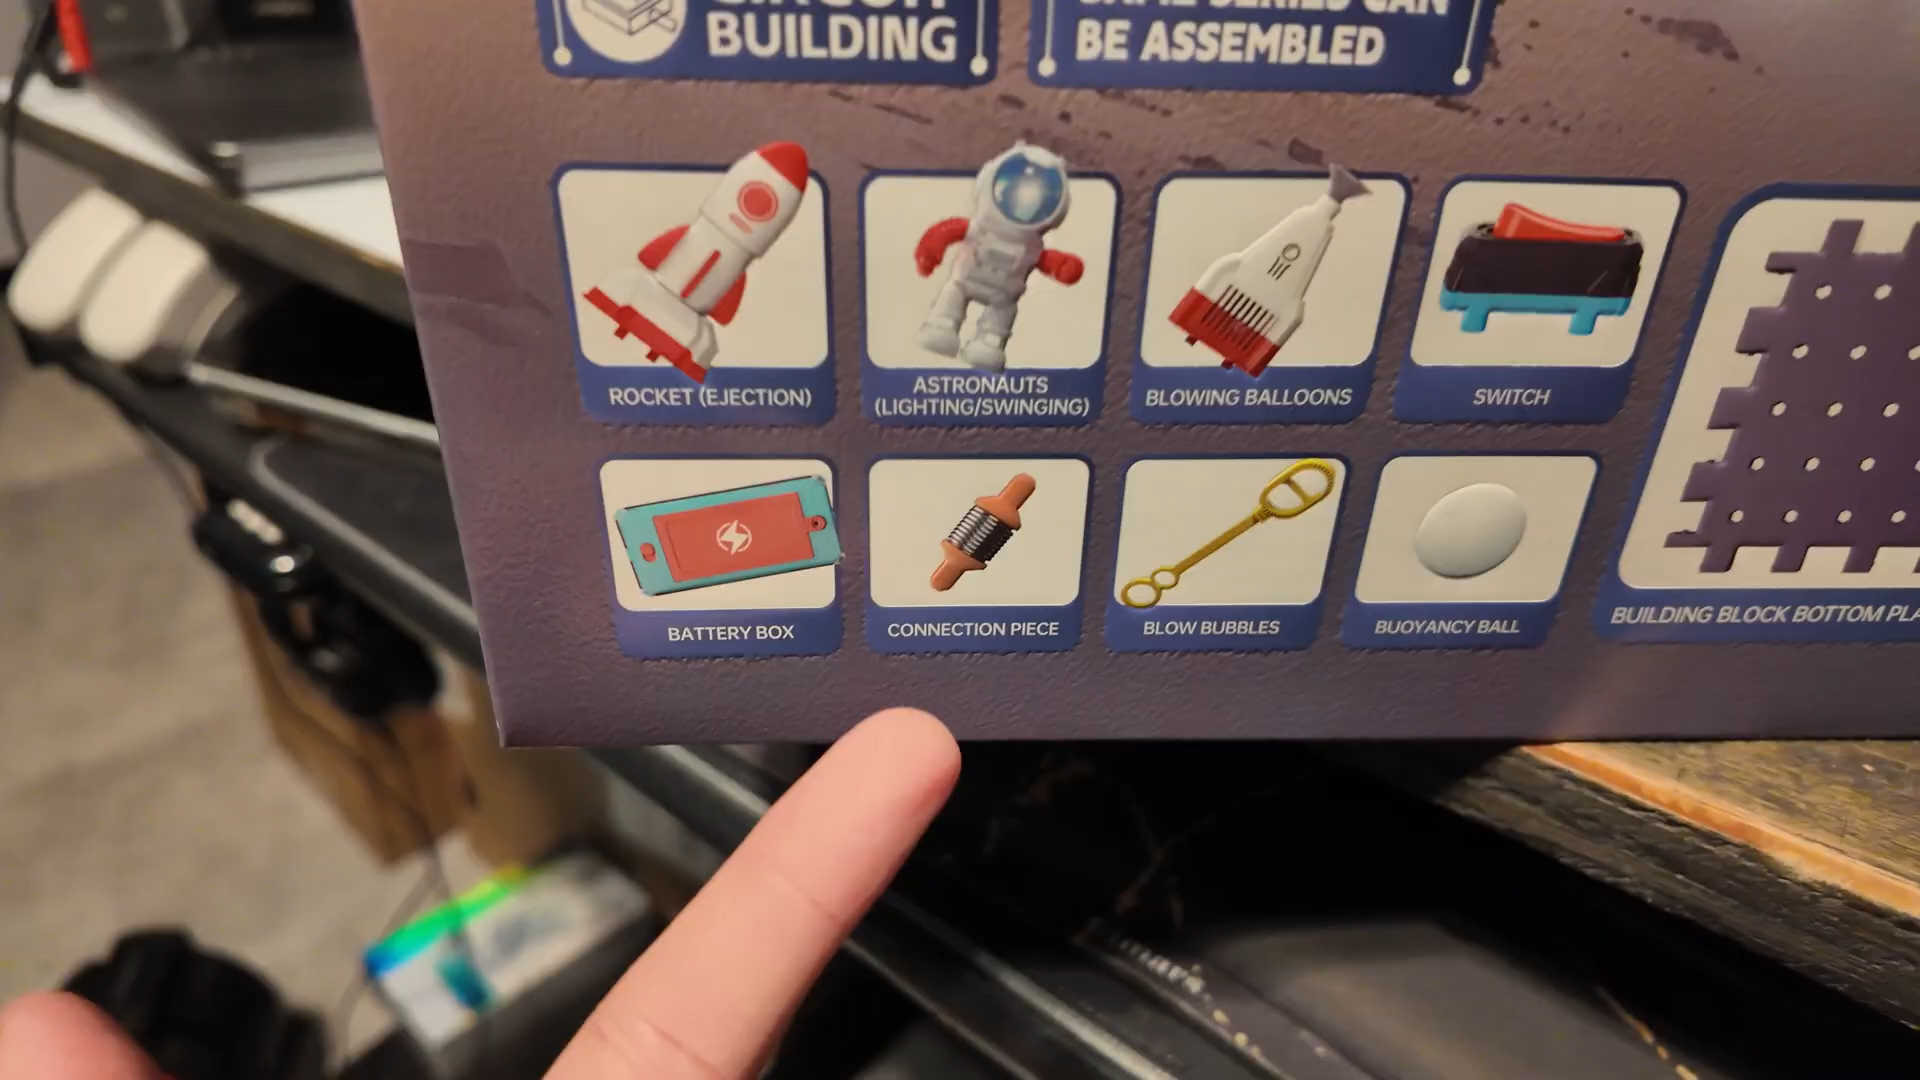 BUILDING
BE ASSEMBLED
ROCKET (EJECTION)
ASTRONAUTS
(LIGHTING/SWINGING)
BLOWING BALLOONS
SWITCH
BATTERY BOX
CONNECTION PIECE
BLOW BUBBLES
BUOYANCY BALL
BUILDING BLOCK BOTTOM